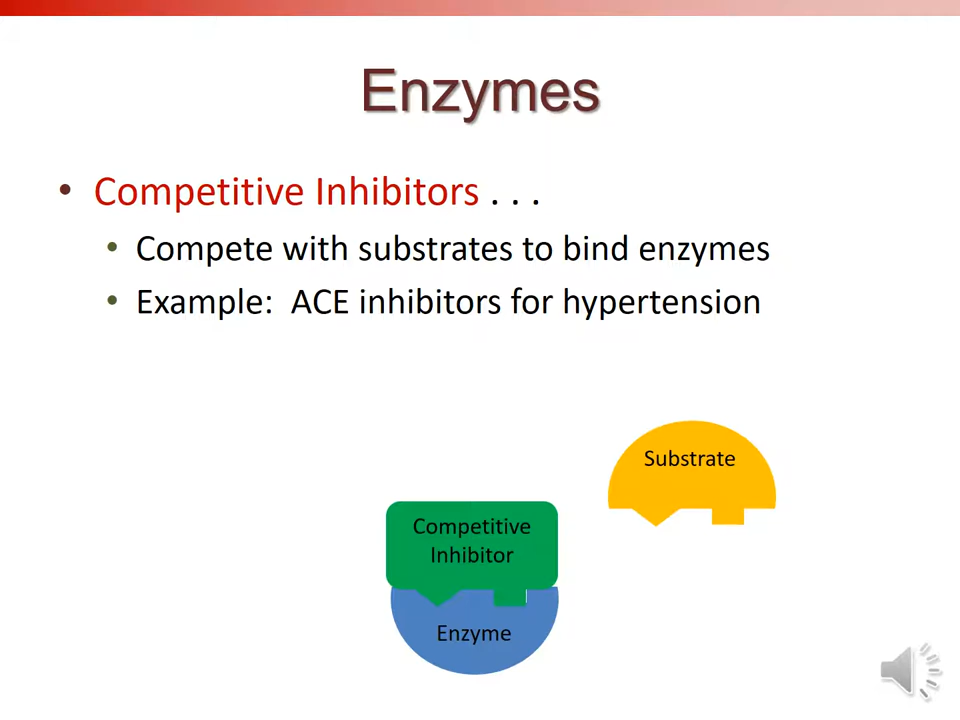 Enzymes
• Competitive Inhibitors . . .
• Compete with substrates to bind enzymes
• Example:  ACE inhibitors for hypertension
Substrate
Competitive
Inhibitor
Enzyme